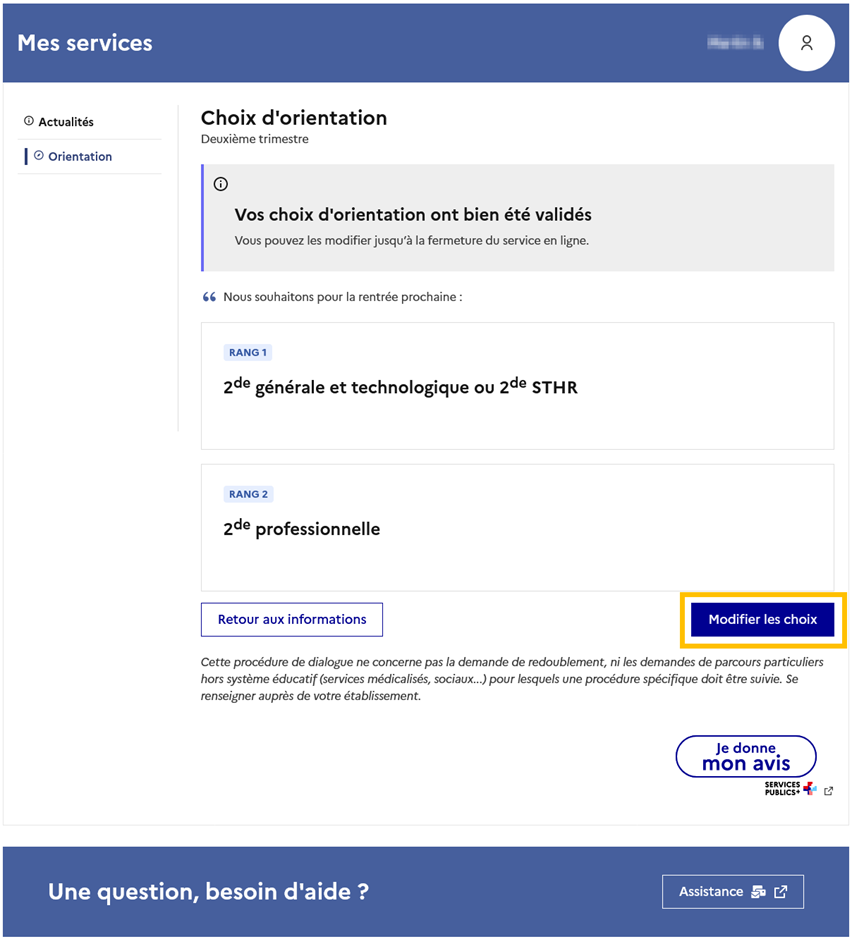 Mes services
Actualités
Orientation
Choix d'orientation
Deuxième trimestre
Vos choix d'orientation ont bien été validés
Vous pouvez les modifier jusqu'à la fermeture du service en ligne.
“ Nous souhaitons pour la rentrée prochaine :
RANG 1
2de générale et technologique ou 2de STHR
RANG 2
2de professionnelle
Retour aux informations
Modifier les choix
Cette procédure de dialogue ne concerne pas la demande de redoublement, ni les demandes de parcours particuliers
hors système éducatif (services médicalisés, sociaux...) pour lesquels une procédure spécifique doit être suivie. Se
renseigner auprès de votre établissement.
Je donne
mon avis
SERVICES
PUBLICS+
Une question, besoin d'aide ?
Assistance